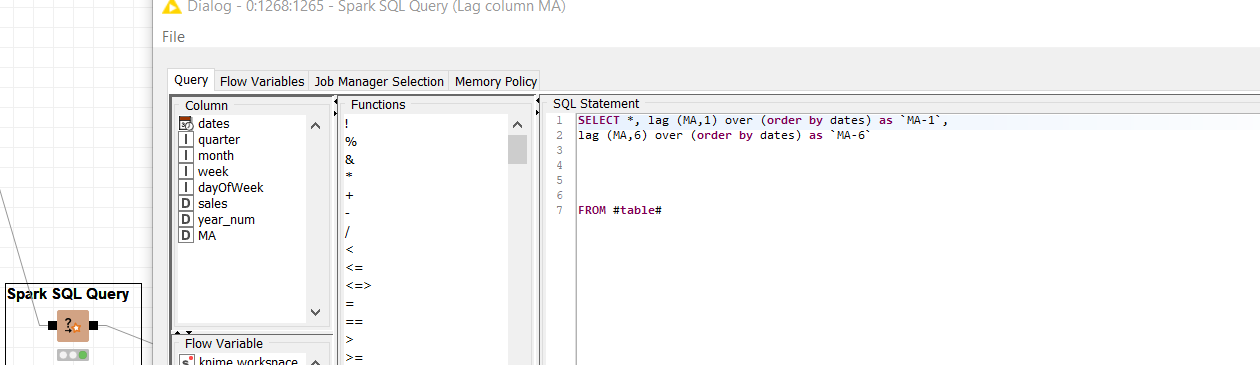 Dialog - 0:1268:1265 - Spark SQL Query (Lag column MA)
File
Query
Flow Variables
Job Manager Selection
Memory Policy
Column
dates
I quarter
I month
I week
I dayOfWeek
D sales
D year_num
D MA
Flow Variable
s knime.workspace
Functions
!
%
&
*
+
-
/
<
<=
<=>
=
==
>
>=
SQL Statement
1 SELECT *, lag (MA,1) over (order by dates) as `MA-1`,
2 lag (MA,6) over (order by dates) as `MA-6`
3
4
5
6
7 FROM #table#
Spark SQL Query
?